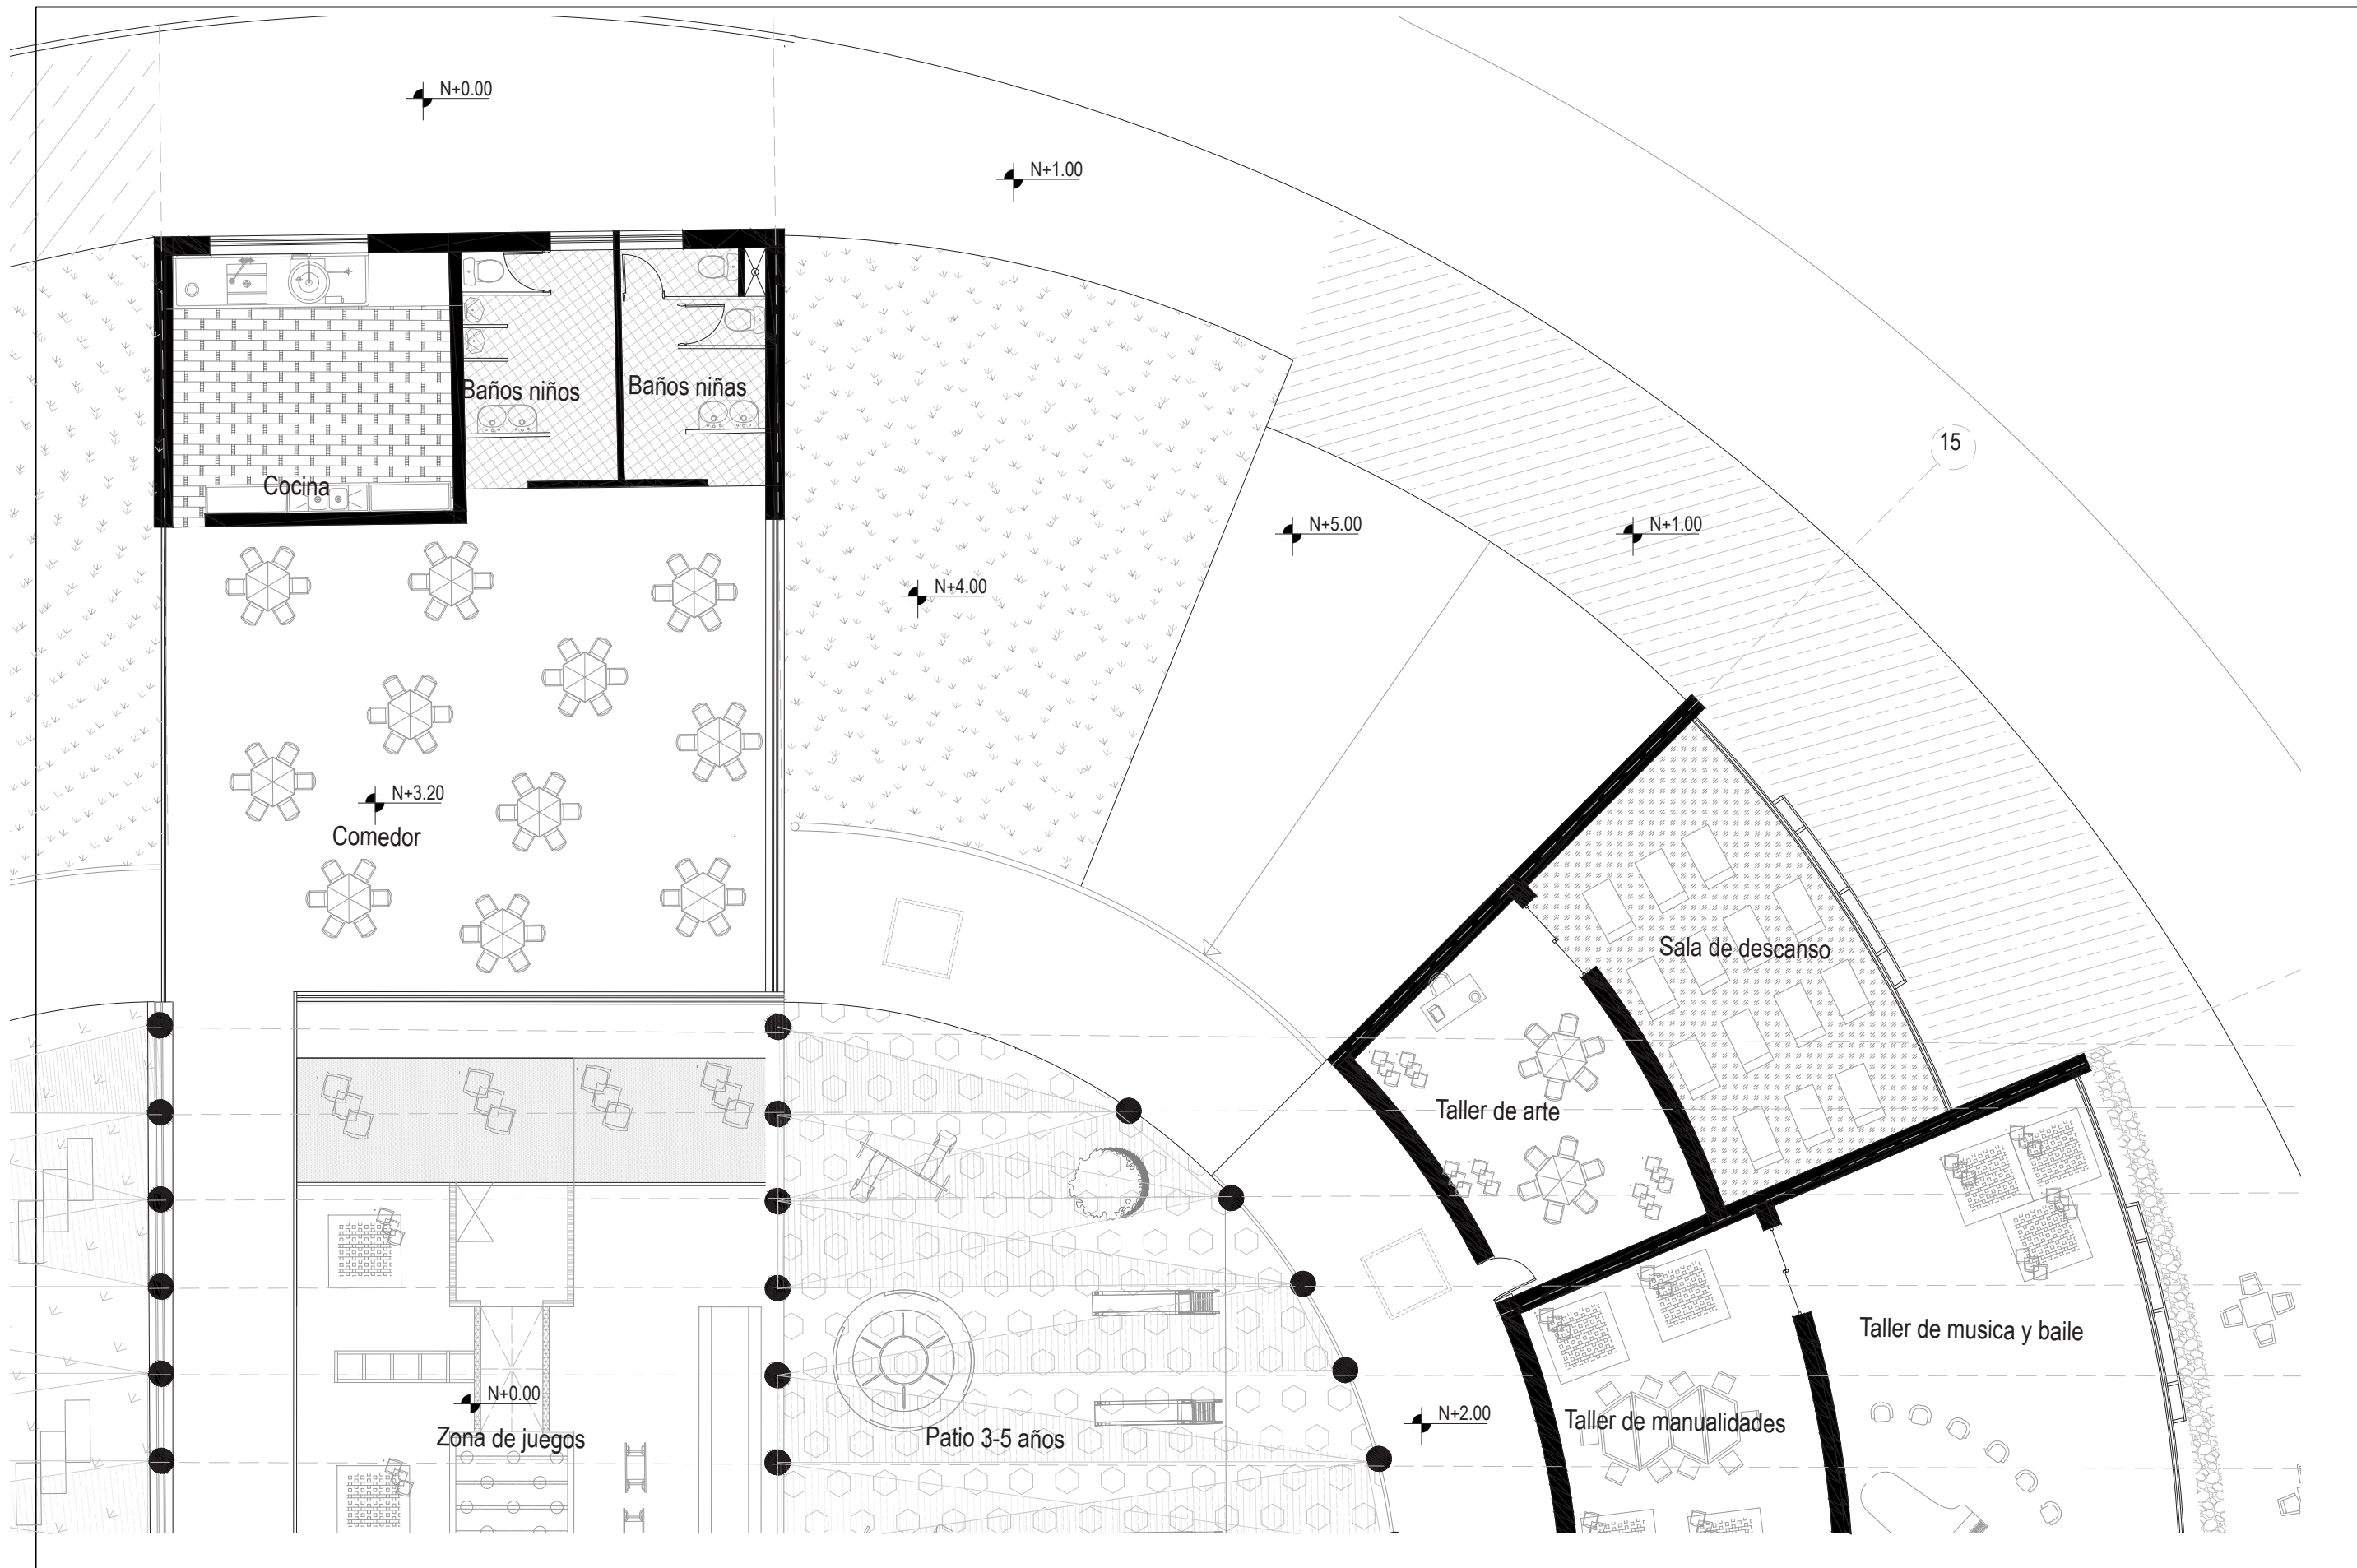 N+0.00
N+1.00
Baños niños
Baños niñas
15
Cocina
N+5.00
N+1.00
N+4.00
N+3.20
Comedor
Sala de descanso
Taller de arte
Taller de musica y baile
N+0.00
Zona de juegos
Patio 3-5 años
N+2.00
Taller de manualidades